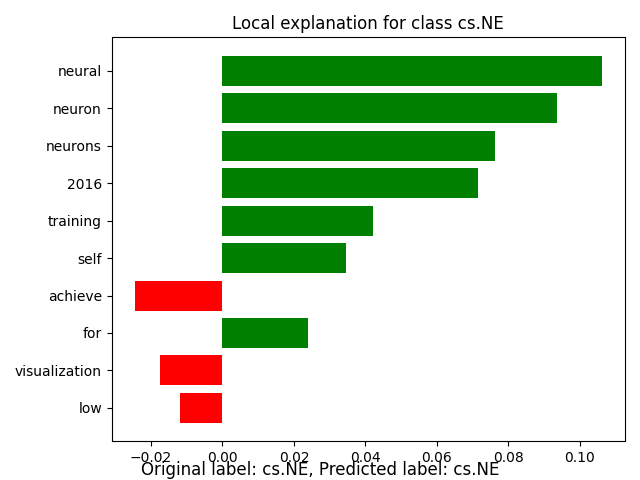 Local explanation for class cs.NE
neural
neuron
neurons
2016
training
self
achieve
for
visualization
low
−0.02 0.00 0.02 0.04 0.06 0.08 0.10
Original label: cs.NE, Predicted label: cs.NE